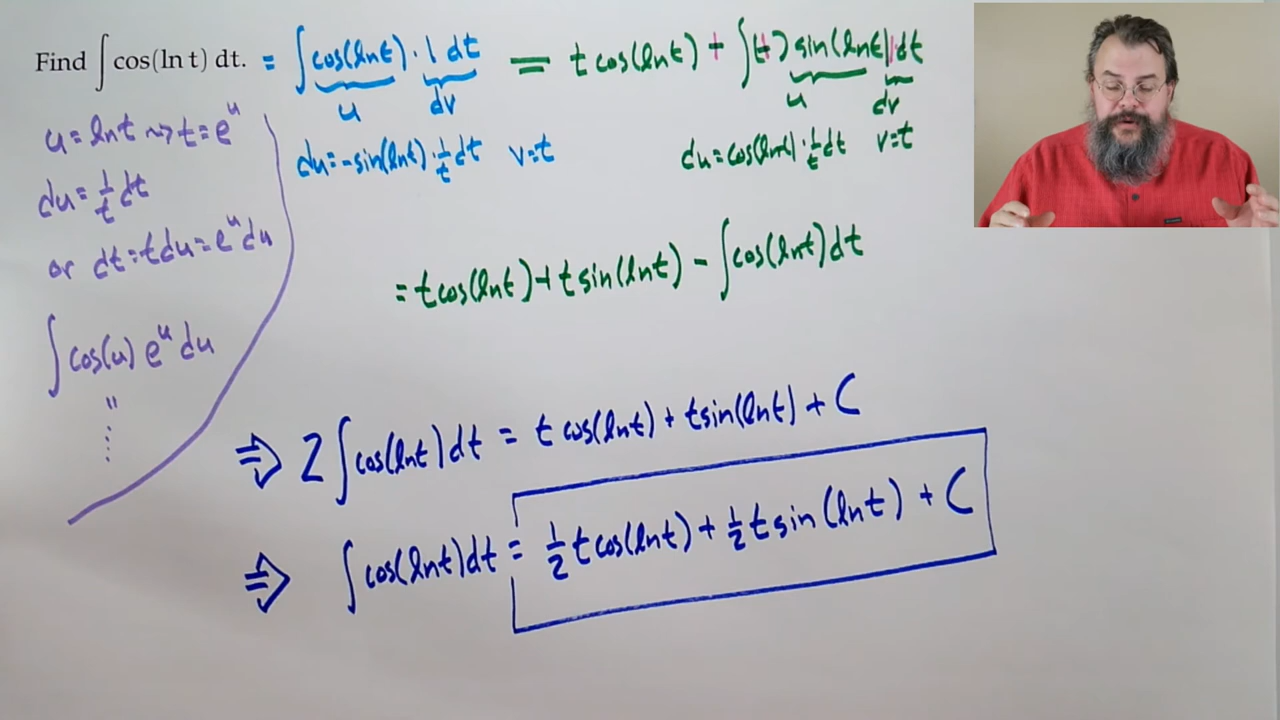 Find ∫ cos(ln t) dt. = ∫ cos(lnt) · 1 dt = t cos(lnt) + ∫ sin(lnt) dt
u dv u dv
u = lnt ⇝ t = e^u
du = -sin(lnt) · 1/t dt v=t du = cos(lnt) · 1/t dt v=t
du = 1/t dt
or dt = t du = e^u du
= t cos(lnt) + t sin(lnt) - ∫ cos(lnt) dt
∫ cos(u) e^u du
"
⋮
⇒ 2 ∫ cos(lnt) dt = t cos(lnt) + t sin(lnt) + C
⇒ ∫ cos(lnt) dt = 1/2 t cos(lnt) + 1/2 t sin(lnt) + C